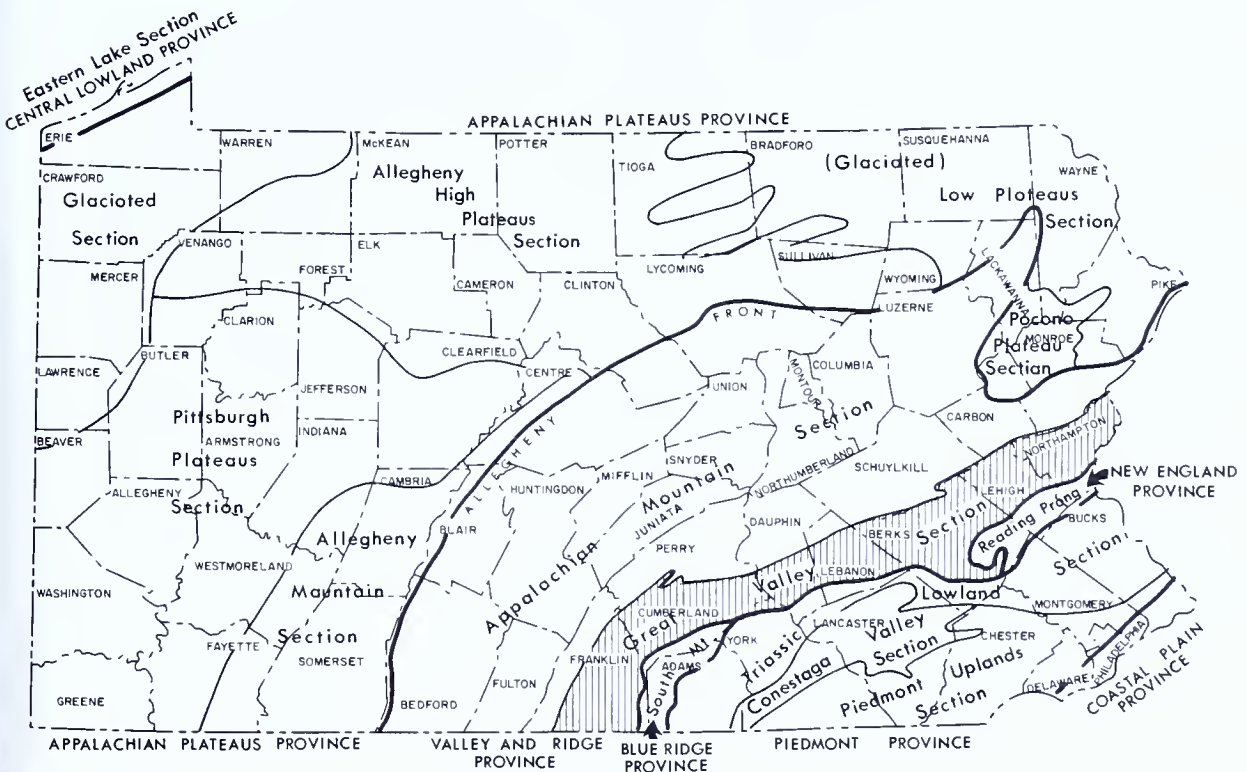 Eastern Lake Section
CENTRAL LOWLAND PROVINCE
APPALACHIAN PLATEAUS PROVINCE
ERIE
WARREN
McKEAN
POTTER
TIOGA
BRADFORD
SUSQUEHANNA
WAYNE
(Glaciated)
CRAWFORD
Glacioted
Section
Allegheny
High
Plateaus
Section
Low Ploteaus
Section
VENANGO
MERCER
FOREST
ELK
CAMERON
CLINTON
LYCOMING
SULLIVAN
WYOMING
LACKAWANNA
PIKE
CLARION
BUTLER
LAWRENCE
JEFFERSON
CLEARFIELD
CENTRE
ALLEGHENY
FRONT
LUZERNE
Pocono
MONROE
Plateau
Sectian
UNION
MONTOUR
COLUMBIA
CARBON
NORTHAMPTON
BEAVER
Pittsburgh
ARMSTRONG
INDIANA
Plateaus
ALLEGHENY
Section
CAMBRIA
HUNTINGDON
MIFFLIN
SNYDER
NORTHUMBERLAND
SCHUYLKILL
LEHIGH
NEW ENGLAND
PROVINCE
Reading Prong
BUCKS
BLAIR
JUNIATA
PERRY
DAUPHIN
BERKS
LEBANON
Appalachian
Mountain
Section
Allegheny
Mountain
Section
WESTMORELAND
WASHINGTON
GREENE
FAYETTE
SOMERSET
BEDFORD
FULTON
FRANKLIN
CUMBERLAND
Great
Valley
Section
ADAMS
YORK
South Mt
LANCASTER
Triassic
Lowland
Section
Conestaga
Valley
Section
CHESTER
MONTGOMERY
DELAWARE
PHILADELPHIA
Piedmont
Uplands
Section
COASTAL PLAIN
PROVINCE
APPALACHIAN PLATEAUS PROVINCE
VALLEY AND RIDGE
PROVINCE
BLUE RIDGE
PROVINCE
PIEDMONT PROVINCE